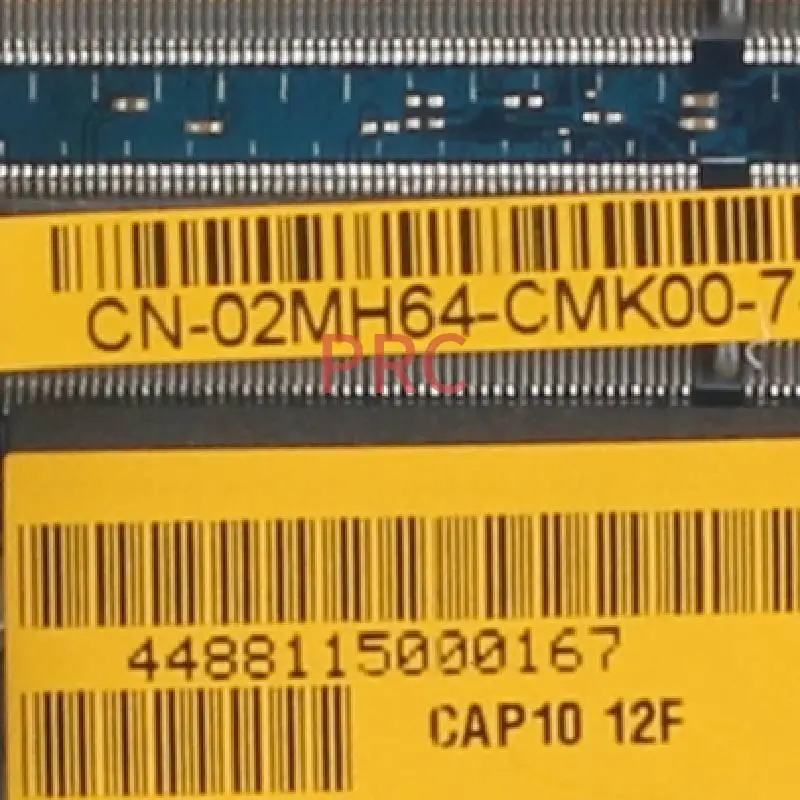 CN-02MH64-CMK00-7
PRC
4488115000167
CAP10 12F